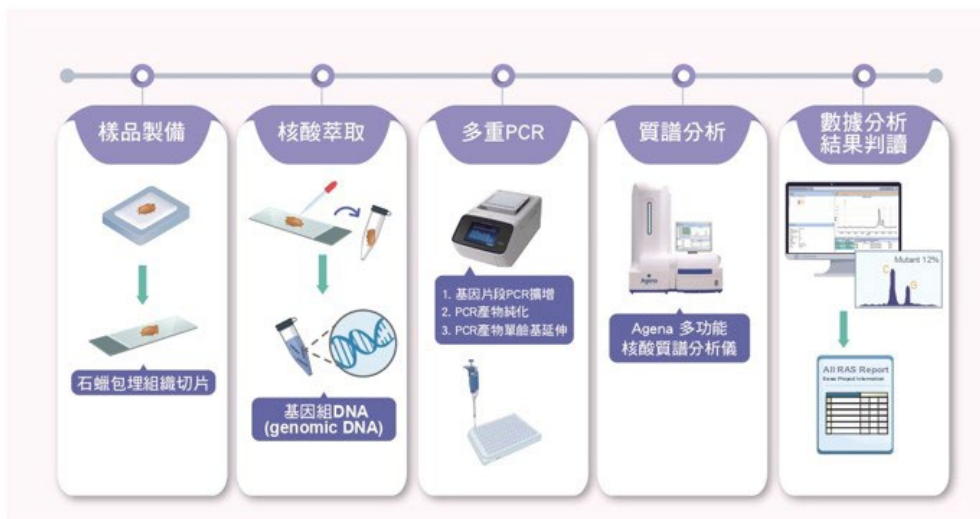 樣品製備
石蠟包埋組織切片
核酸萃取
基因組DNA
(genomic DNA)
多重PCR
1. 基因片段PCR擴增
2. PCR產物純化
3. PCR產物單鹼基延伸
質譜分析
Agena
Agena 多功能
核酸質譜分析儀
數據分析
結果判讀
Mutant 12%
C
G
All RAS Report
Exnex Project Information